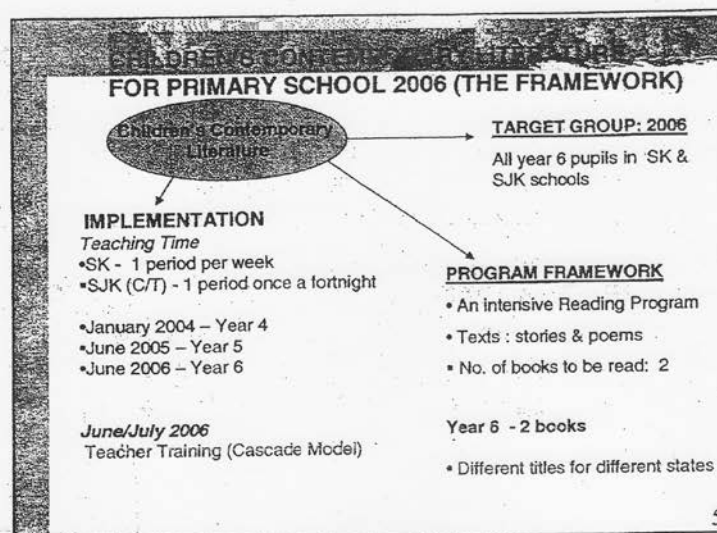 CHILDREN'S CONTEMPORARY LITERATURE
FOR PRIMARY SCHOOL 2006 (THE FRAMEWORK)
Children's Contemporary
Literature
TARGET GROUP: 2006
All year 6 pupils in SK &
SJK schools
IMPLEMENTATION
Teaching Time
•SK - 1 period per week
▪SJK (C/T) - 1 period once a fortnight
•January 2004 – Year 4
•June 2005 – Year 5
•June 2006 – Year 6
June/July 2006
Teacher Training (Cascade Model)
PROGRAM FRAMEWORK
• An intensive Reading Program
• Texts : stories & poems
▪ No. of books to be read: 2
Year 6 - 2 books
• Different titles for different states